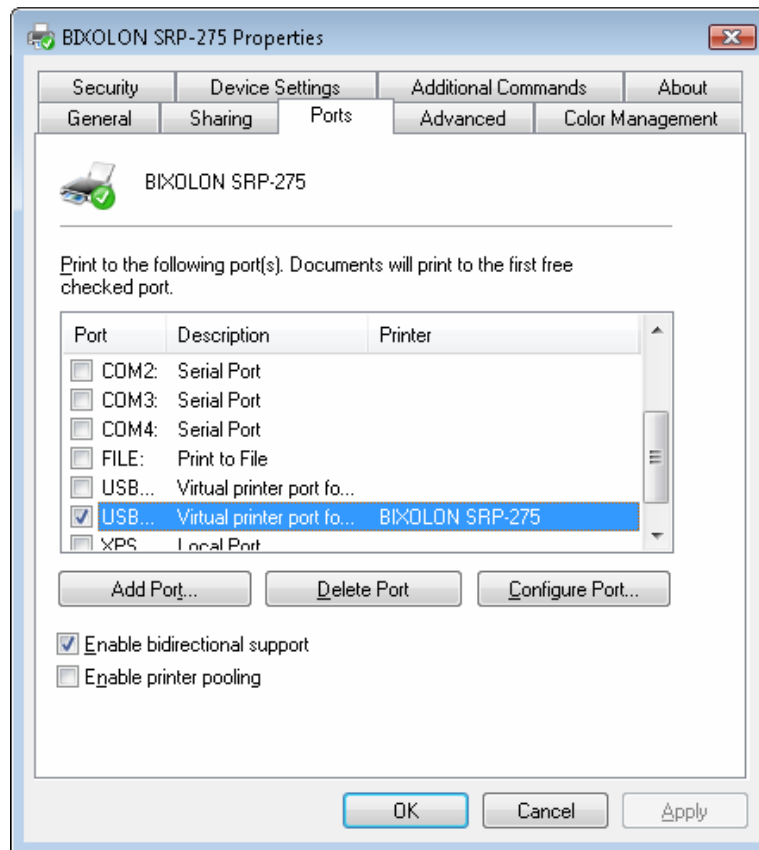 BIXOLON SRP-275 Properties
Security Device Settings Additional Commands About
General Sharing Ports Advanced Color Management
BIXOLON SRP-275
Print to the following port(s). Documents will print to the first free
checked port.
Port Description Printer
COM2: Serial Port
COM3: Serial Port
COM4: Serial Port
FILE: Print to File
USB... Virtual printer port fo...
USB... Virtual printer port fo... BIXOLON SRP-275
XPS Local Port
Add Port... Delete Port Configure Port...
Enable bidirectional support
Enable printer pooling
OK Cancel Apply